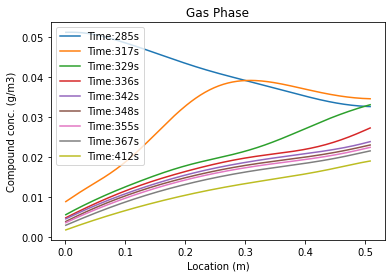 Gas Phase
Compound conc. (g/m3)
0.05
0.04
0.03
0.02
0.01
0.00
Time:285s
Time:317s
Time:329s
Time:336s
Time:342s
Time:348s
Time:355s
Time:367s
Time:412s
0.0 0.1 0.2 0.3 0.4 0.5
Location (m)